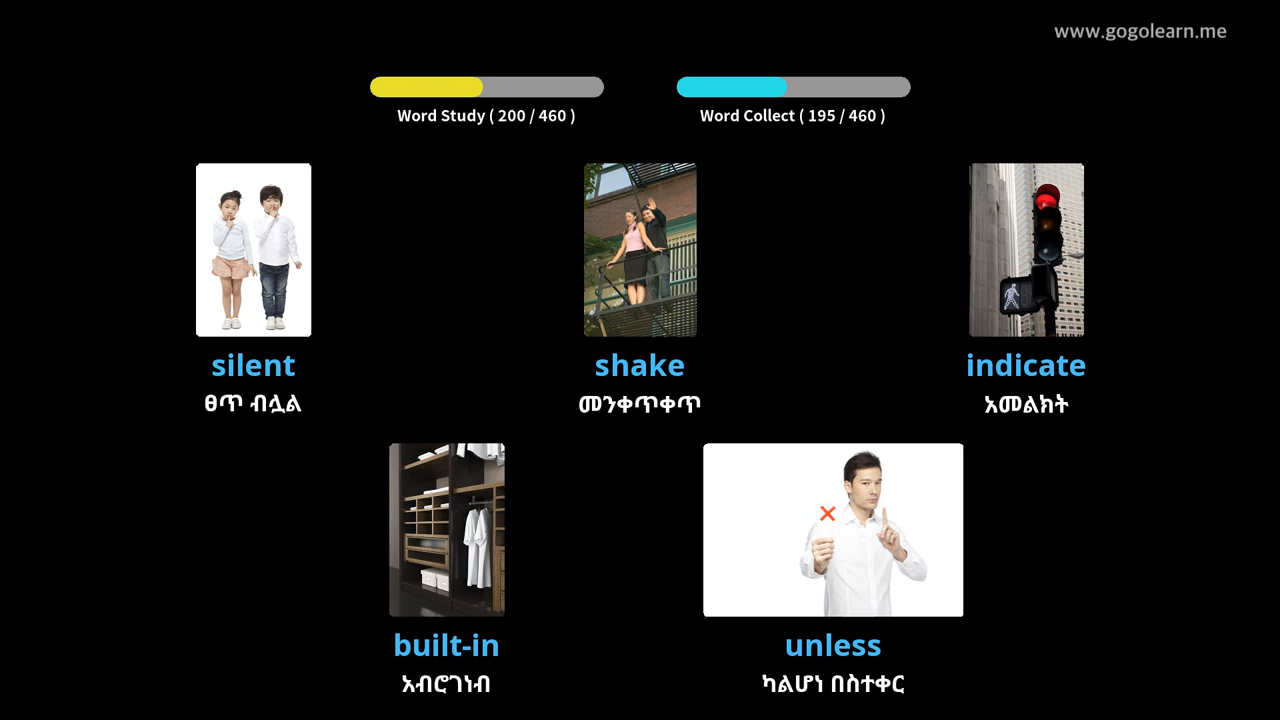 www.gogolearn.me
Word Study ( 200 / 460 )
Word Collect ( 195 / 460 )
silent
ፀጥ ብሏል
shake
መንቀጥቀጥ
indicate
አመልክት
built-in
አብሮገነብ
unless
ካልሆነ በስተቀር